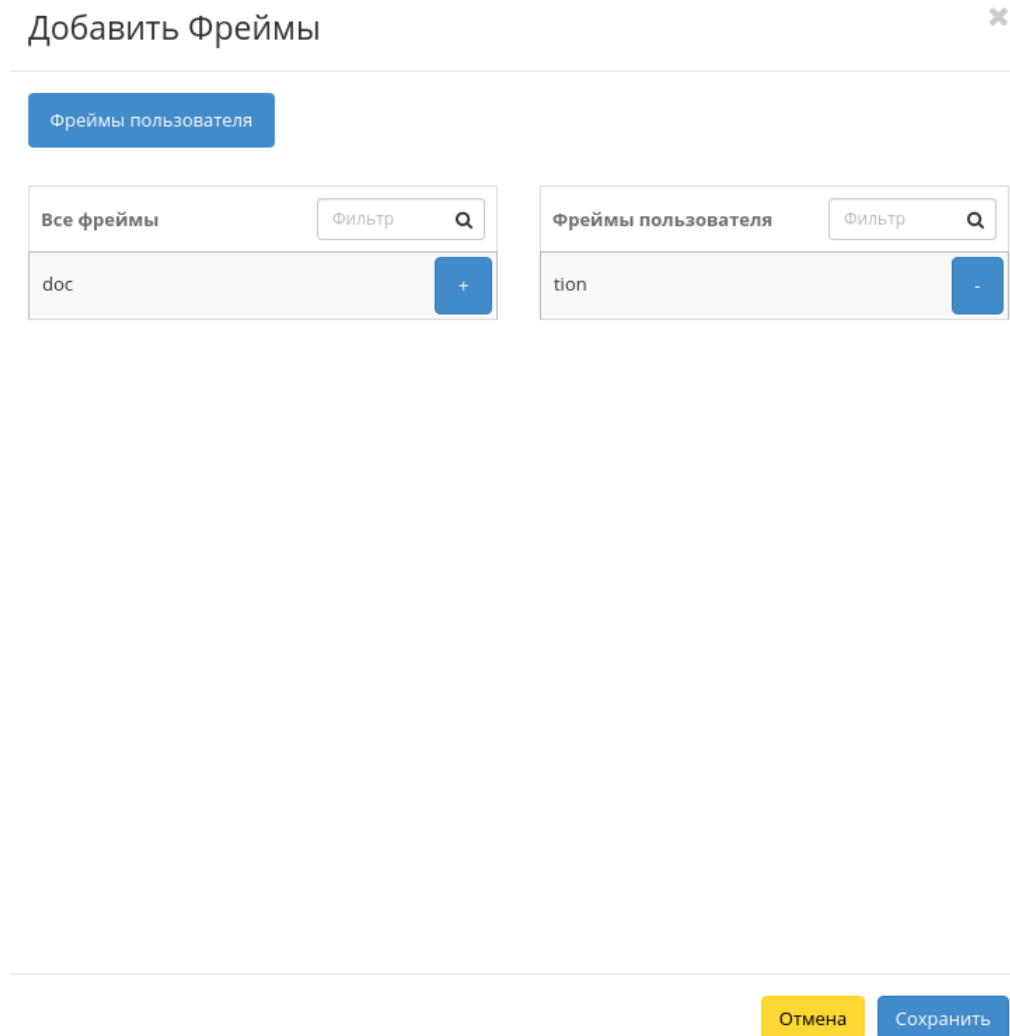 Добавить Фреймы
Фреймы пользователя
Все фреймы
Фильтр
Фреймы пользователя
Фильтр
doc
+
tion
-
Отмена
Сохранить